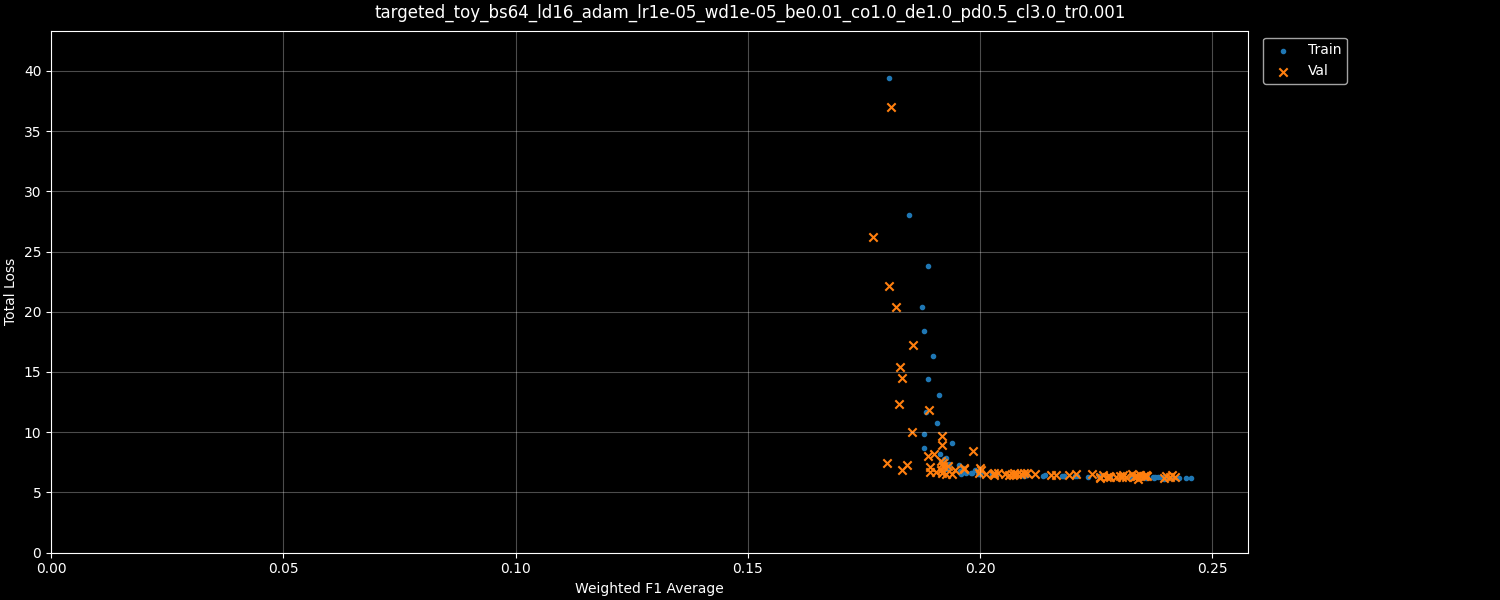 targeted_toy_bs64_ld16_adam_lr1e-05_wd1e-05_be0.01_co1.0_de1.0_pd0.5_cl3.0_tr0.001
Train
Val
40
35
30
25
20
15
10
5
0
Total Loss
0.00 0.05 0.10 0.15 0.20 0.25
Weighted F1 Average